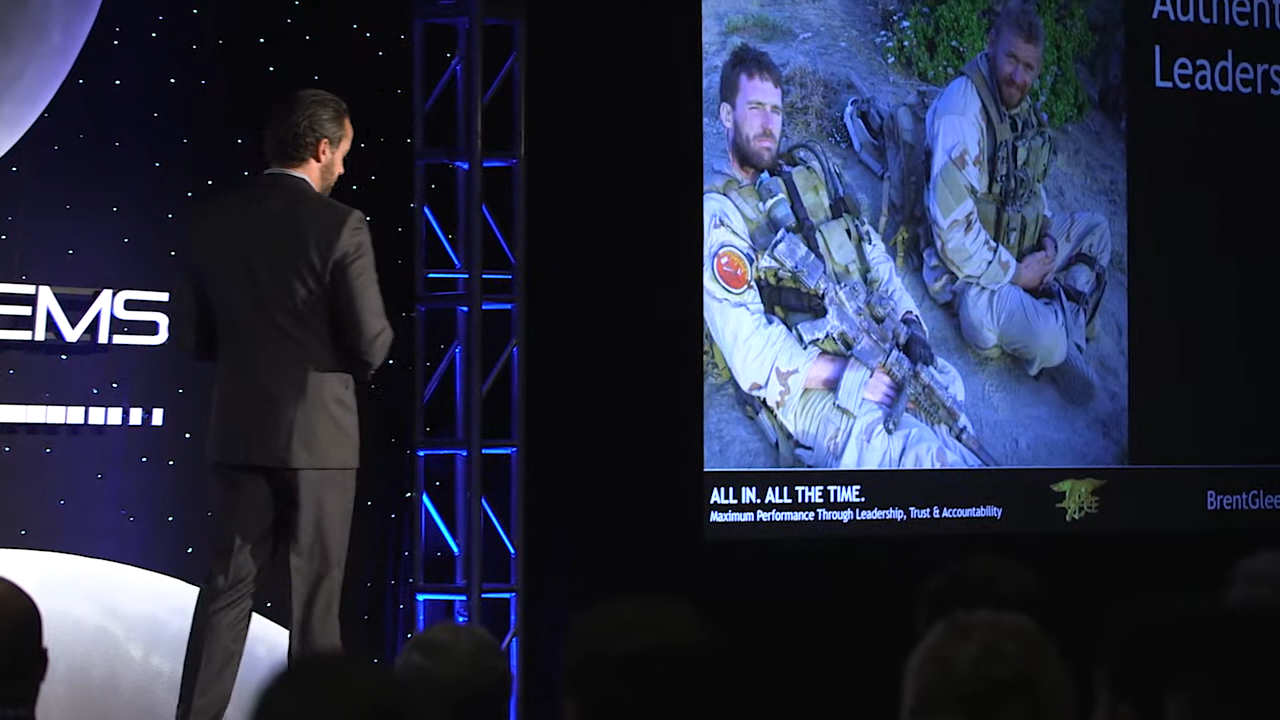 EMS
Authent
Leaders
ALL IN. ALL THE TIME.
Maximum Performance Through Leadership, Trust & Accountability
BrentGlee